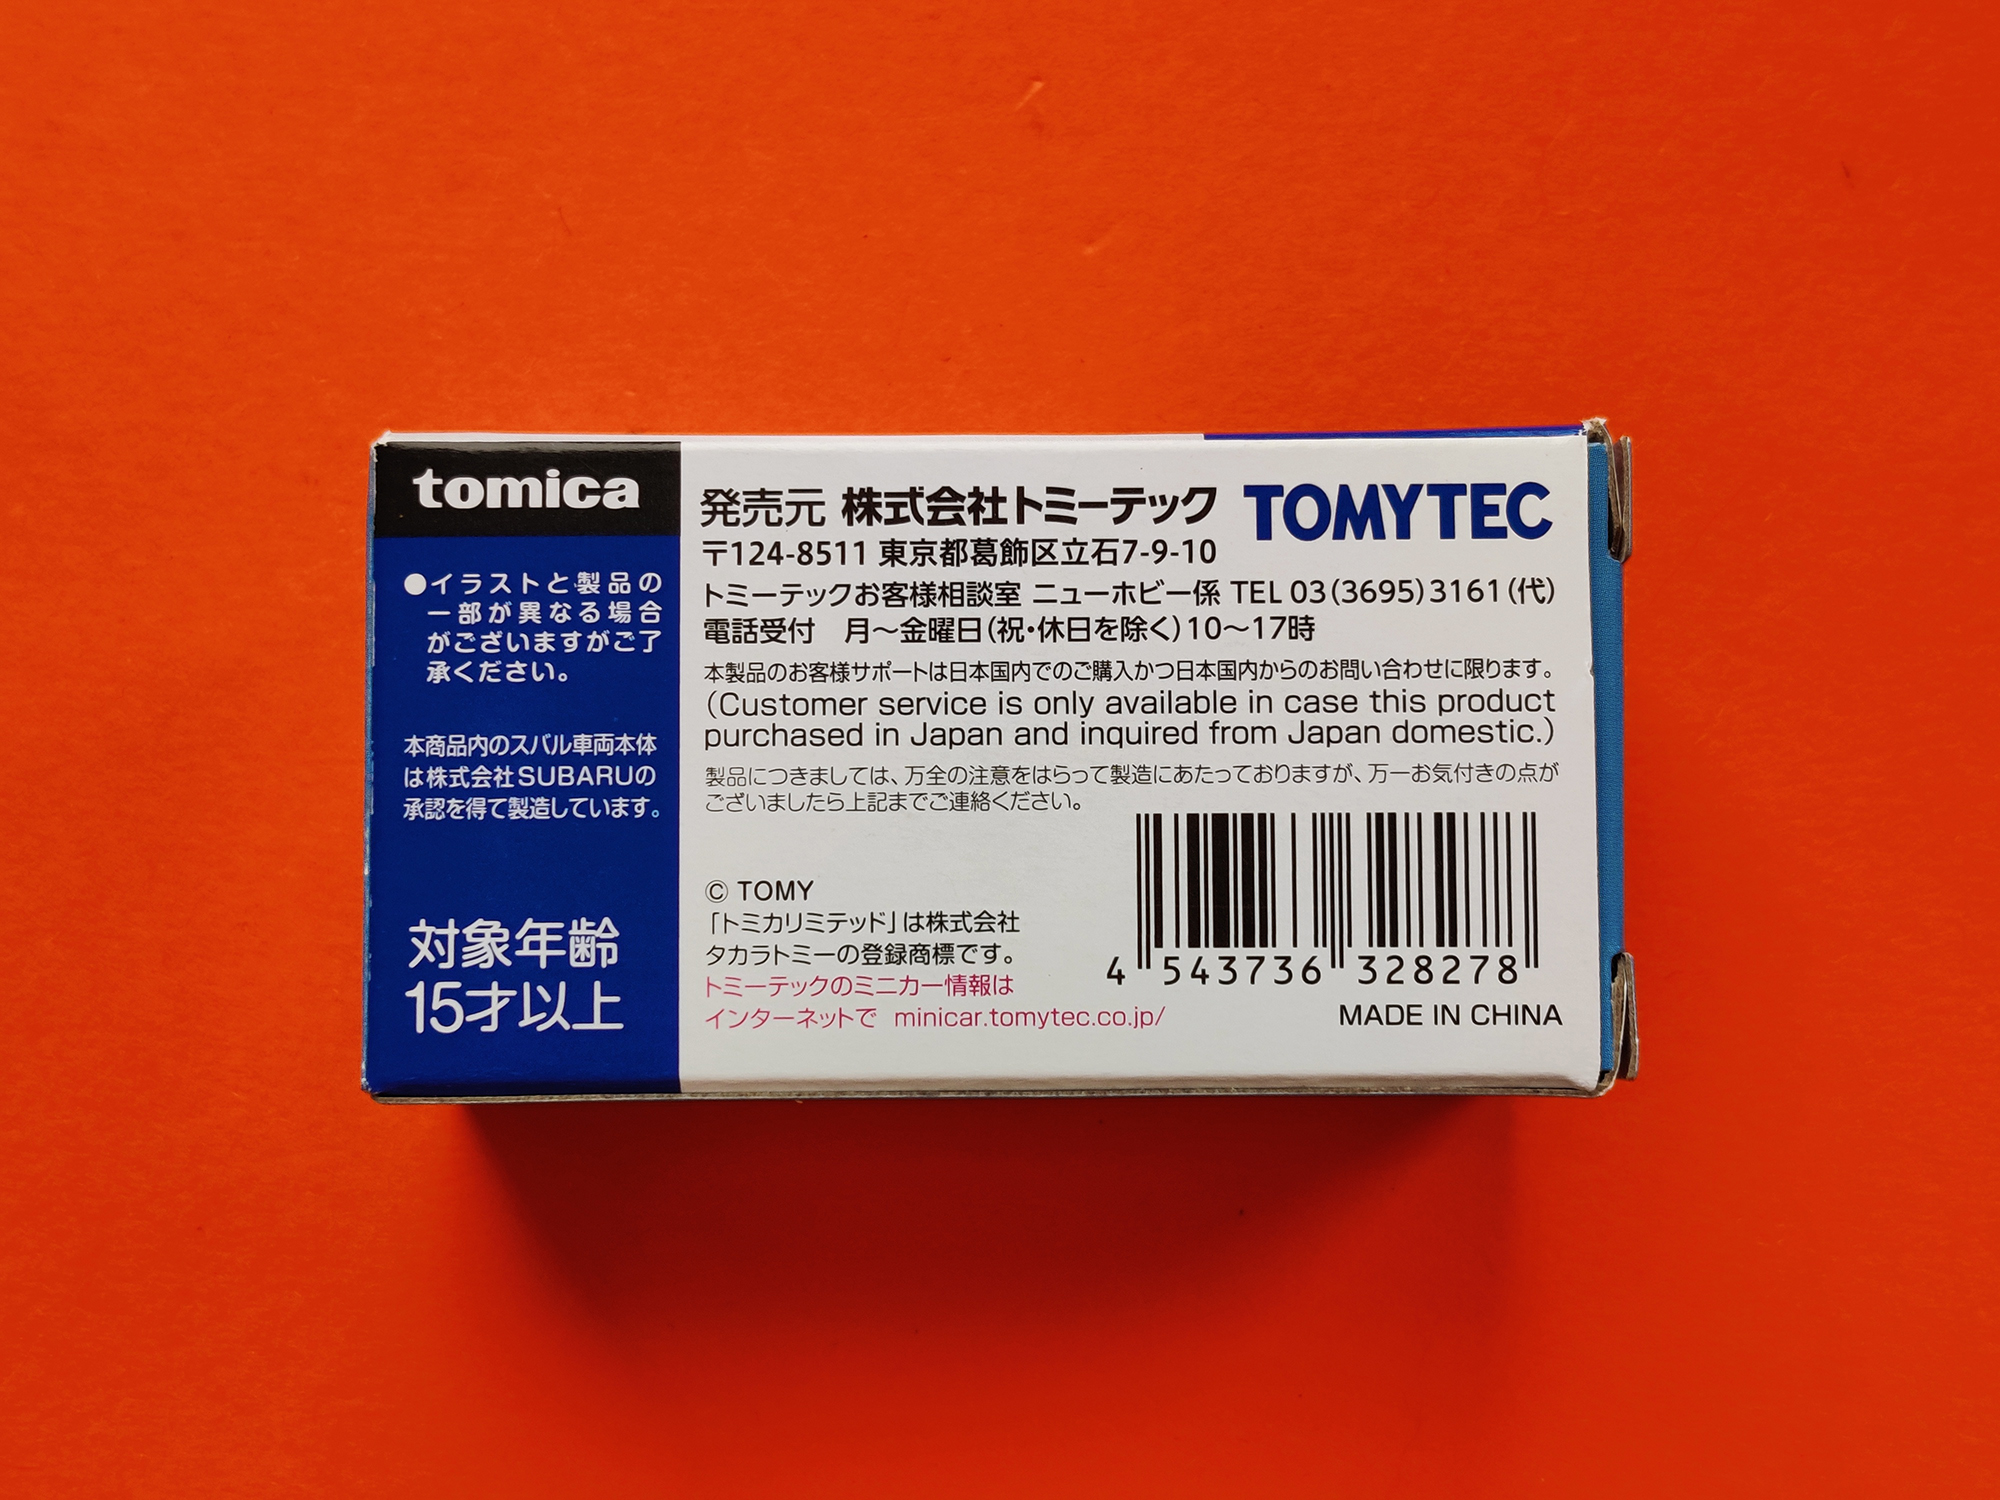 tomica
●イラストと製品の
一部が異なる場合
がございますがご了
承ください。
本商品内のスバル車両本体
は株式会社SUBARUの
承認を得て製造しています。
対象年齢
15才以上
発売元 株式会社トミーテック TOMYTEC
〒124-8511 東京都葛飾区立石7-9-10
トミーテックお客様相談室 ニューホビー係 TEL 03(3695)3161(代)
電話受付 月～金曜日(祝・休日を除く)10～17時
本製品のお客様サポートは日本国内でのご購入かつ日本国内からのお問い合わせに限ります。
(Customer service is only available in case this product
purchased in Japan and inquired from Japan domestic.)
製品につきましては、万全の注意をはらって製造にあたっておりますが、万一お気付きの点が
ございましたら上記までご連絡ください。
© TOMY
「トミカリミテッド」は株式会社
タカラトミーの登録商標です。
トミーテックのミニカー情報は
インターネットで minicar.tomytec.co.jp/
4 543736 328278
MADE IN CHINA